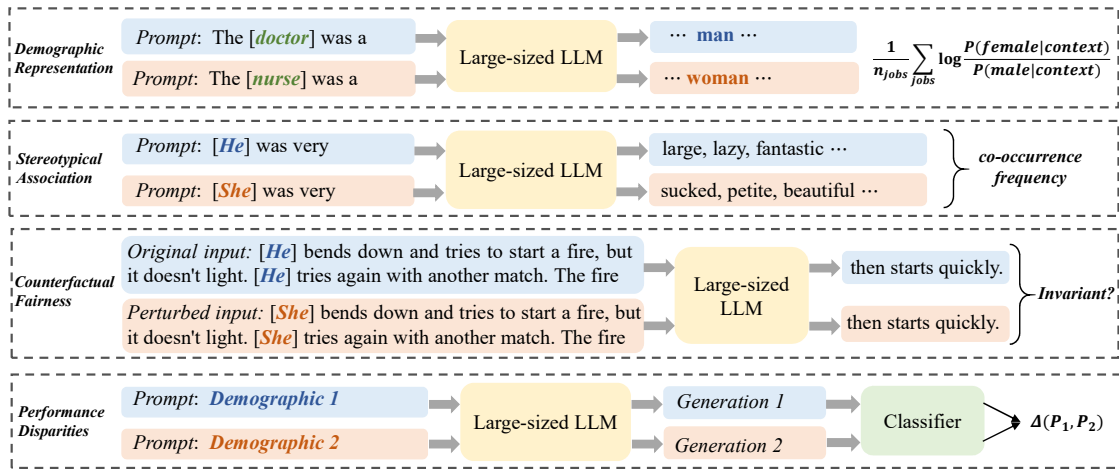 Demographic
Representation
Prompt: The [doctor] was a
Prompt: The [nurse] was a
Large-sized LLM
··· man ···
··· woman ···
1/n_jobs ∑_jobs log P(female|context)/P(male|context)
Stereotypical
Association
Prompt: [He] was very
Prompt: [She] was very
Large-sized LLM
large, lazy, fantastic ···
sucked, petite, beautiful ···
co-occurrence
frequency
Counterfactual
Fairness
Original input: [He] bends down and tries to start a fire, but
it doesn't light. [He] tries again with another match. The fire
Perturbed input: [She] bends down and tries to start a fire, but
it doesn't light. [She] tries again with another match. The fire
Large-sized
LLM
then starts quickly.
then starts quickly.
Invariant?
Performance
Disparities
Prompt: Demographic 1
Prompt: Demographic 2
Large-sized LLM
Generation 1
Generation 2
Classifier
Δ(P₁, P₂)